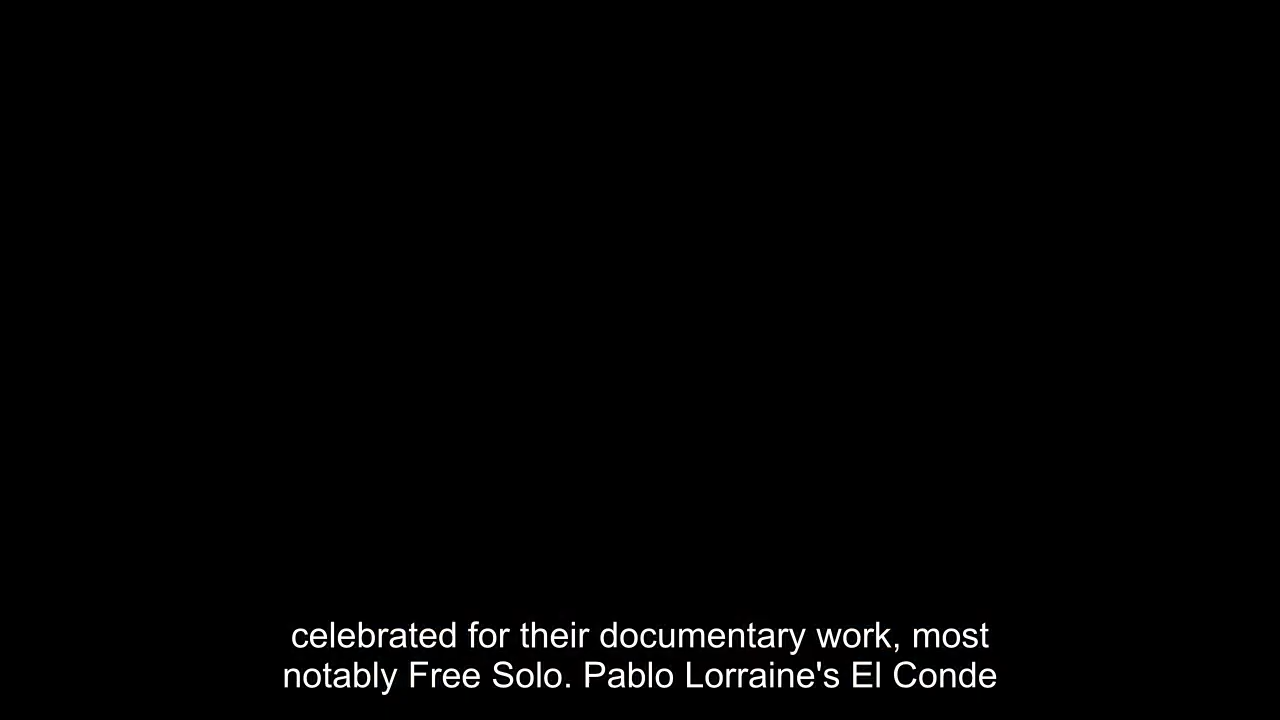 celebrated for their documentary work, most
notably Free Solo. Pablo Lorraine's El Conde